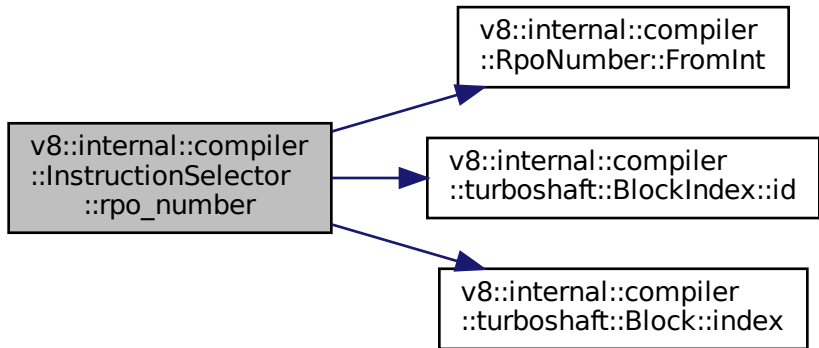 v8::internal::compiler
::InstructionSelector
::rpo_number
v8::internal::compiler
::RpoNumber::FromInt
v8::internal::compiler
::turboshaft::BlockIndex::id
v8::internal::compiler
::turboshaft::Block::index